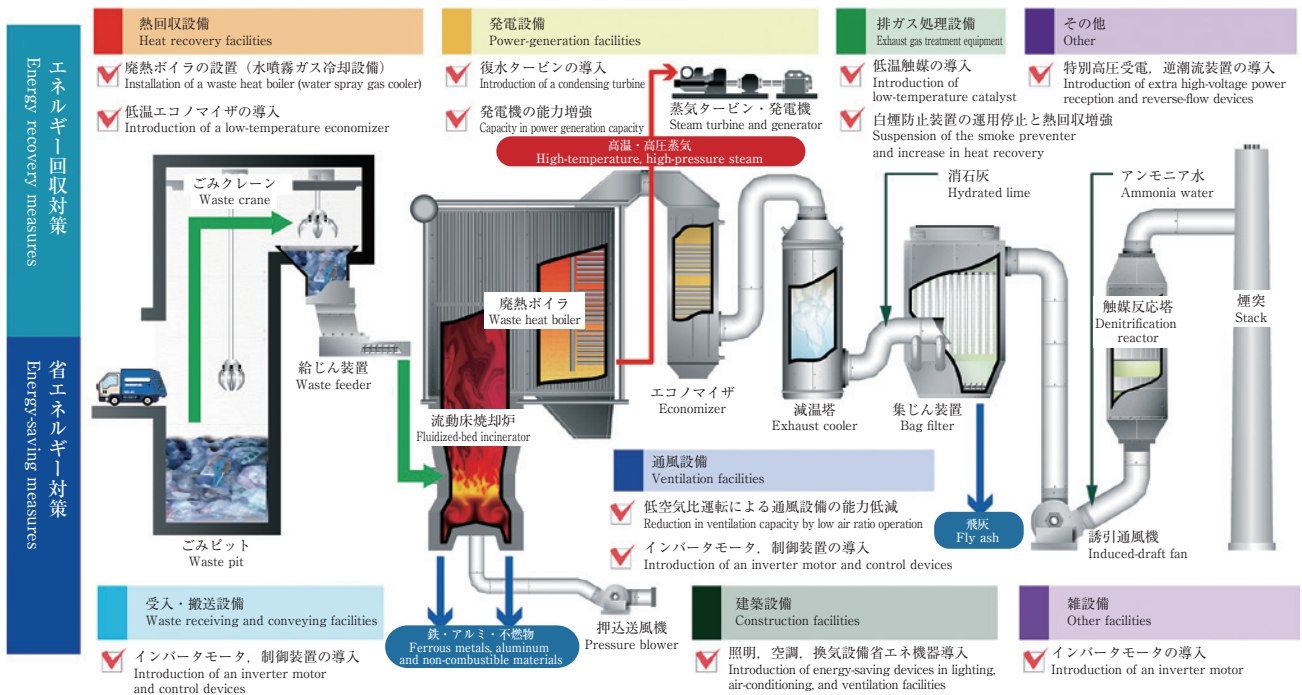 エネルギー回収対策
Energy recovery measures
省エネルギー対策
Energy-saving measures
熱回収設備
Heat recovery facilities
廃熱ボイラの設置（水噴霧ガス冷却設備）
Installation of a waste heat boiler (water spray gas cooler)
低温エコノマイザの導入
Introduction of a low-temperature economizer
発電設備
Power-generation facilities
復水タービンの導入
Introduction of a condensing turbine
発電機の能力増強
Capacity in power generation capacity
排ガス処理設備
Exhaust gas treatment equipment
低温触媒の導入
Introduction of
low-temperature catalyst
白煙防止装置の運用停止と熱回収増強
Suspension of the smoke preventer
and increase in heat recovery
その他
Other
特別高圧受電，逆潮流装置の導入
Introduction of extra high-voltage power
reception and reverse-flow devices
蒸気タービン・発電機
Steam turbine and generator
高温・高圧蒸気
High-temperature, high-pressure steam
ごみクレーン
Waste crane
消石灰
Hydrated lime
アンモニア水
Ammonia water
廃熱ボイラ
Waste heat boiler
触媒反応塔
Denitrification
reactor
煙突
Stack
給じん装置
Waste feeder
エコノマイザ
Economizer
減温塔
Exhaust cooler
集じん装置
Bag filter
流動床焼却炉
Fluidized-bed incinerator
ごみピット
Waste pit
通風設備
Ventilation facilities
低空気比運転による通風設備の能力低減
Reduction in ventilation capacity by low air ratio operation
インバータモータ，制御装置の導入
Introduction of an inverter motor and control devices
飛灰
Fly ash
誘引通風機
Induced-draft fan
鉄・アルミ・不燃物
Ferrous metals, aluminum
and non-combustible materials
押込送風機
Pressure blower
受入・搬送設備
Waste receiving and conveying facilities
インバータモータ，制御装置の導入
Introduction of an inverter motor
and control devices
建築設備
Construction facilities
照明，空調，換気設備省エネ機器導入
Introduction of energy-saving devices in lighting,
air-conditioning, and ventilation facilities
雑設備
Other facilities
インバータモータの導入
Introduction of an inverter motor